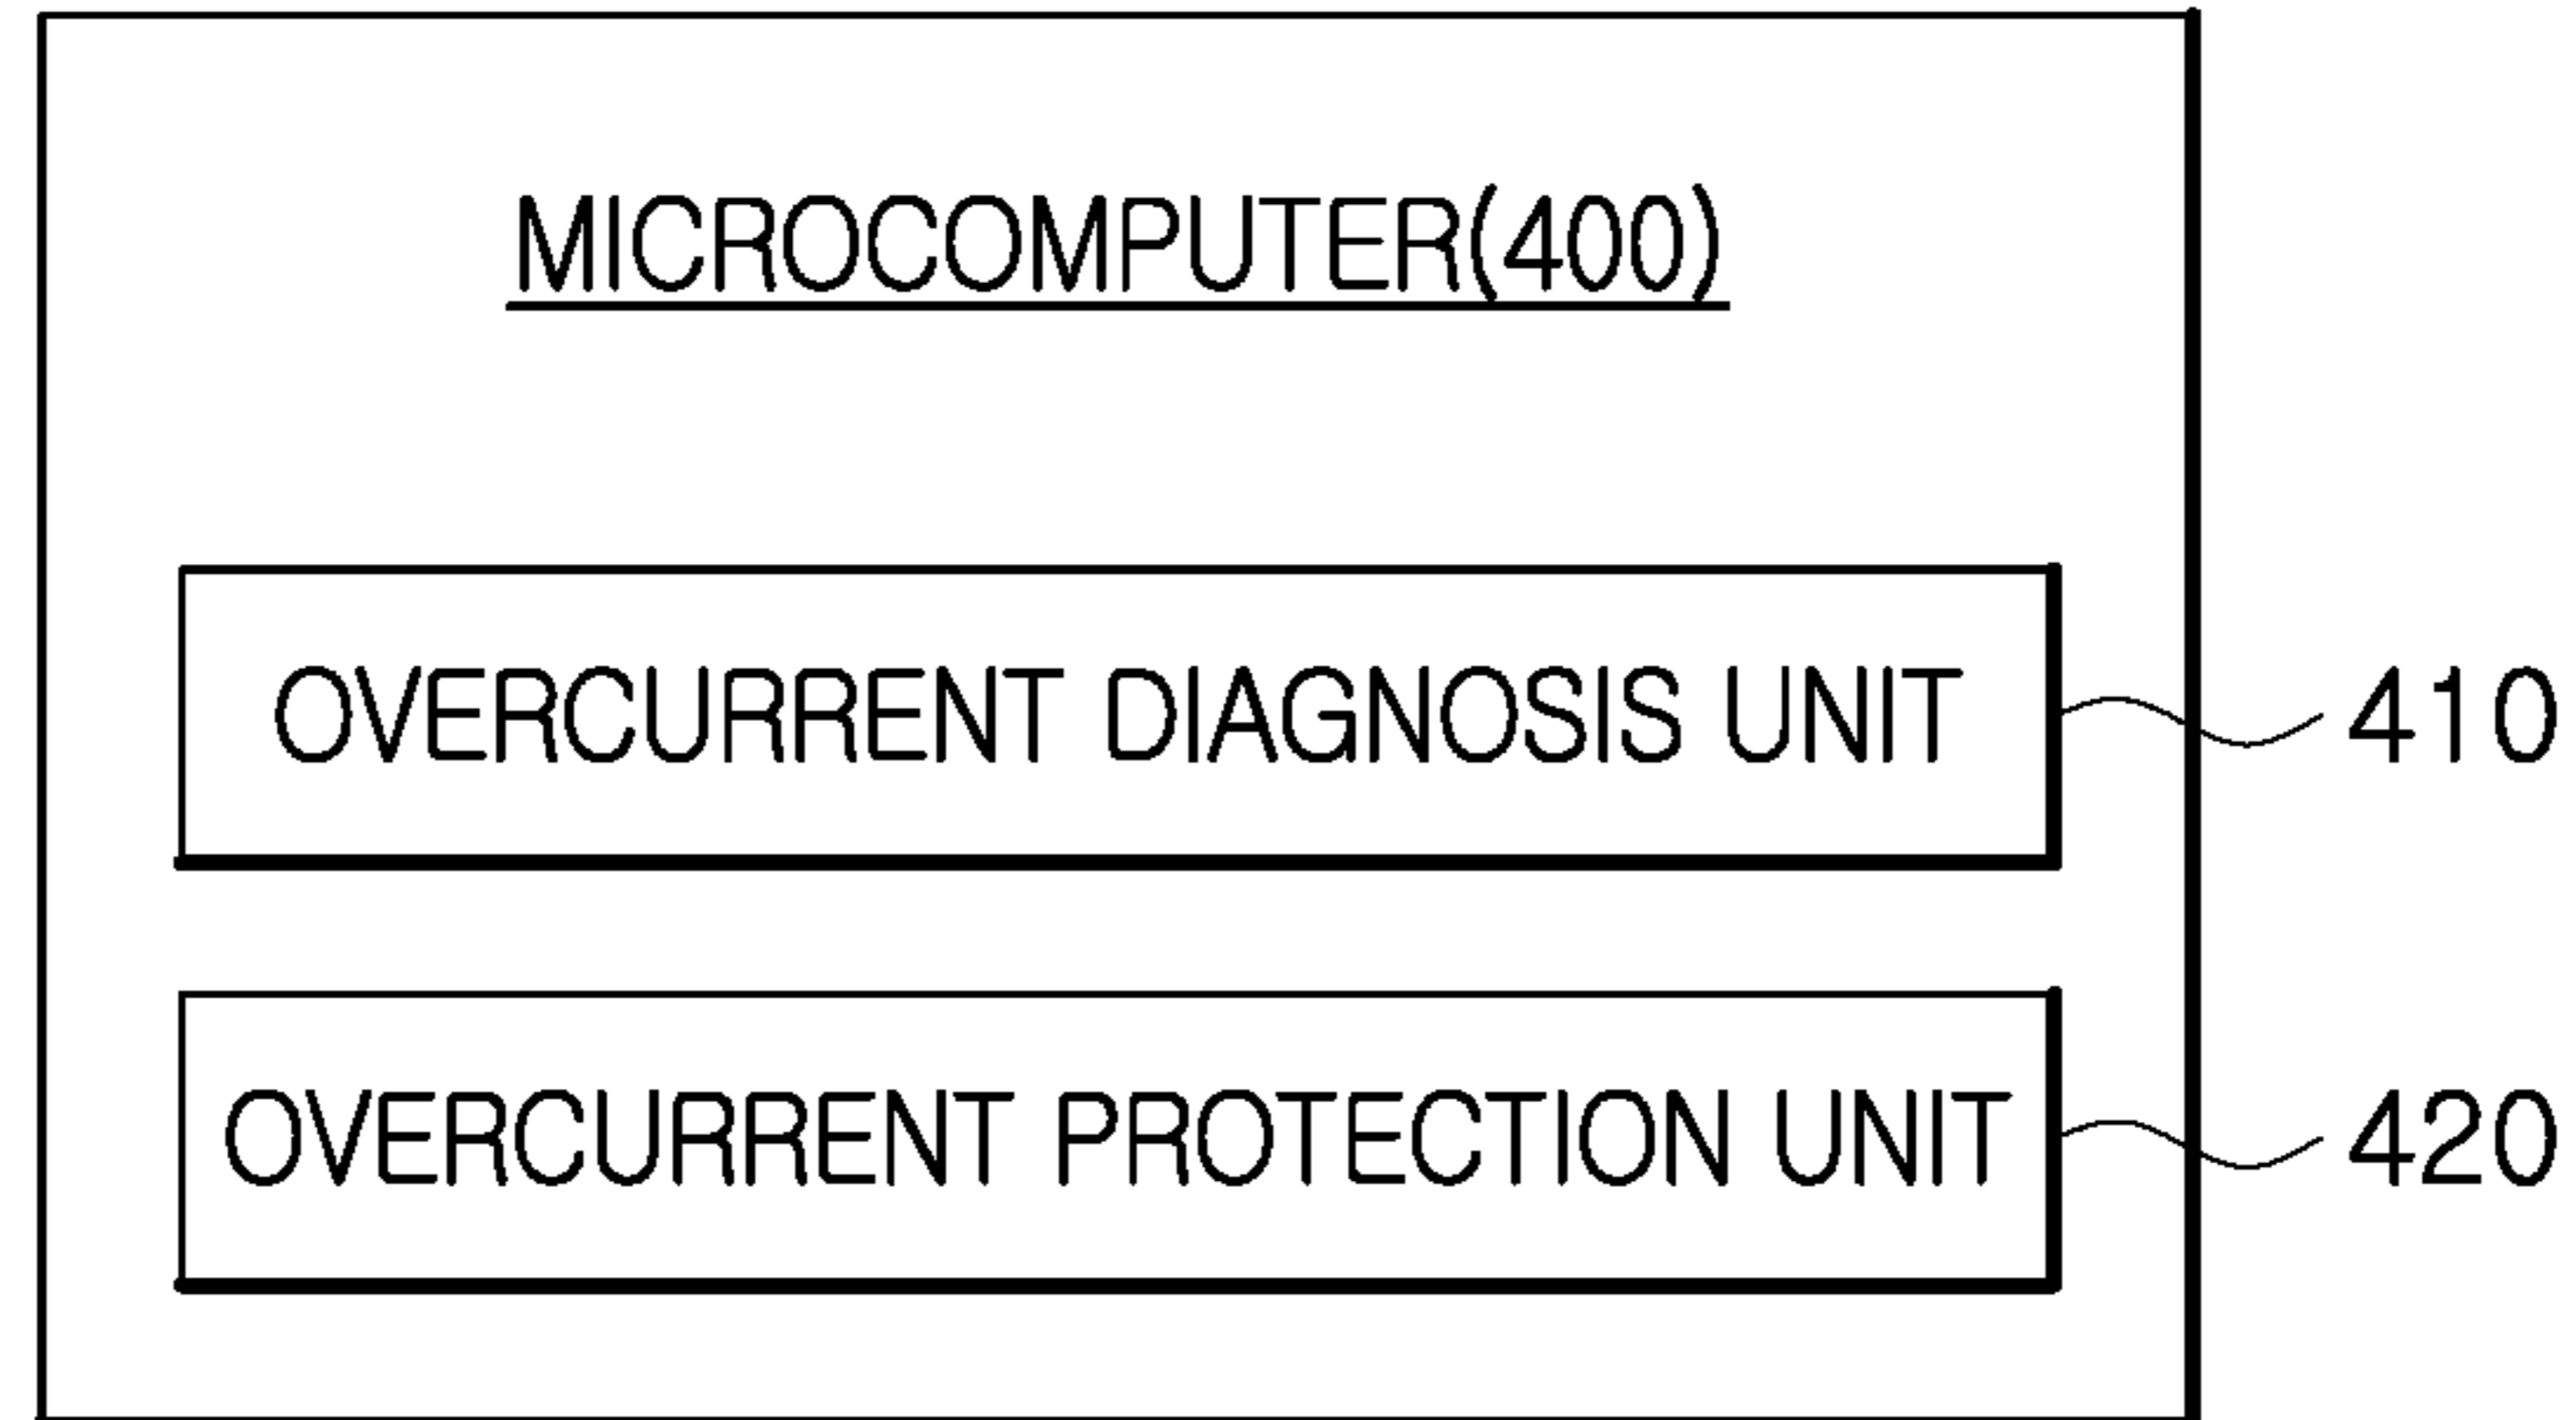 MICROCOMPUTER(400)
OVERCURRENT DIAGNOSIS UNIT 410
OVERCURRENT PROTECTION UNIT 420